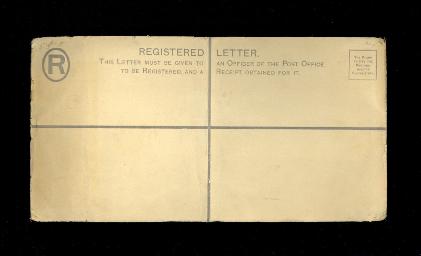 R
REGISTERED LETTER.
THIS LETTER MUST BE GIVEN TO AN OFFICER OF THE POST OFFICE
TO BE REGISTERED, AND A RECEIPT OBTAINED FOR IT.